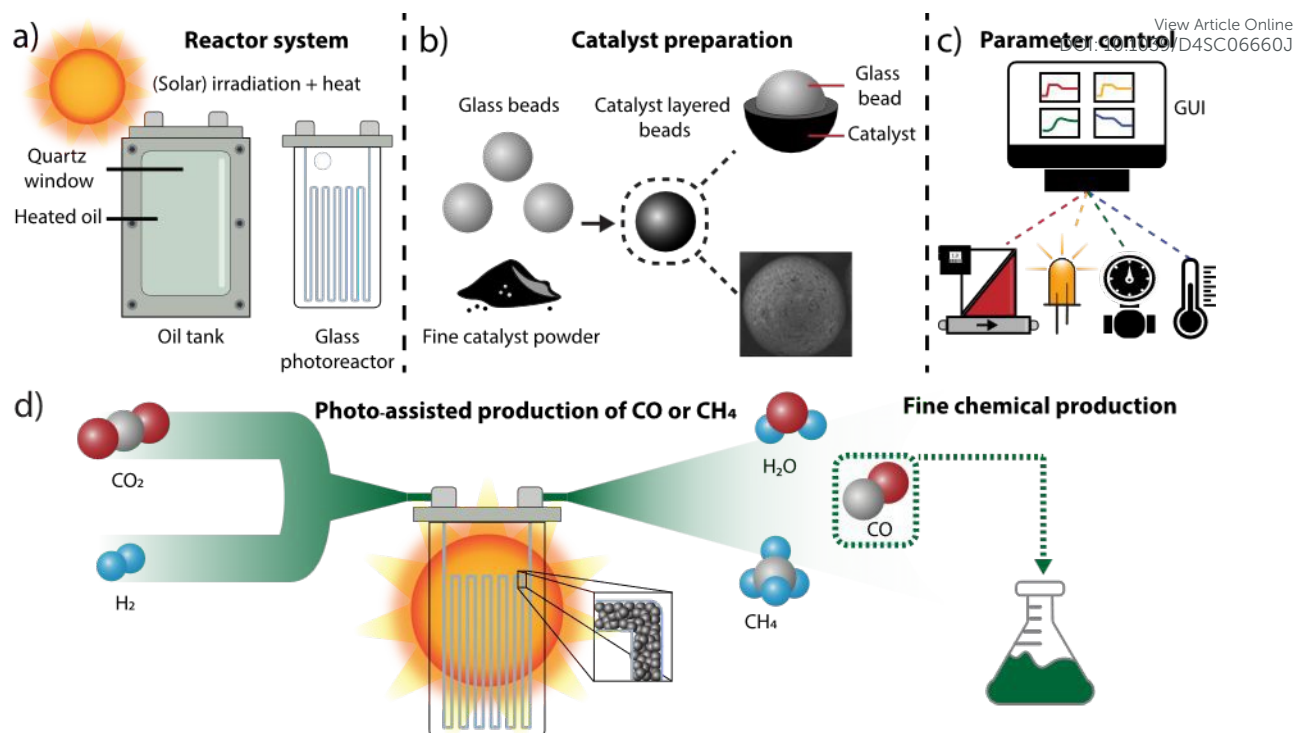 View Article Online
DOI: 10.1039/D4SC06660J
a)
Reactor system
(Solar) irradiation + heat
Quartz
window
Heated oil
Oil tank
Glass
photoreactor
b)
Catalyst preparation
Glass beads
Catalyst layered
beads
Glass
bead
Catalyst
Fine catalyst powder
c)
Parameter control
GUI
d)
Photo-assisted production of CO or CH₄
Fine chemical production
CO₂
H₂
H₂O
CO
CH₄